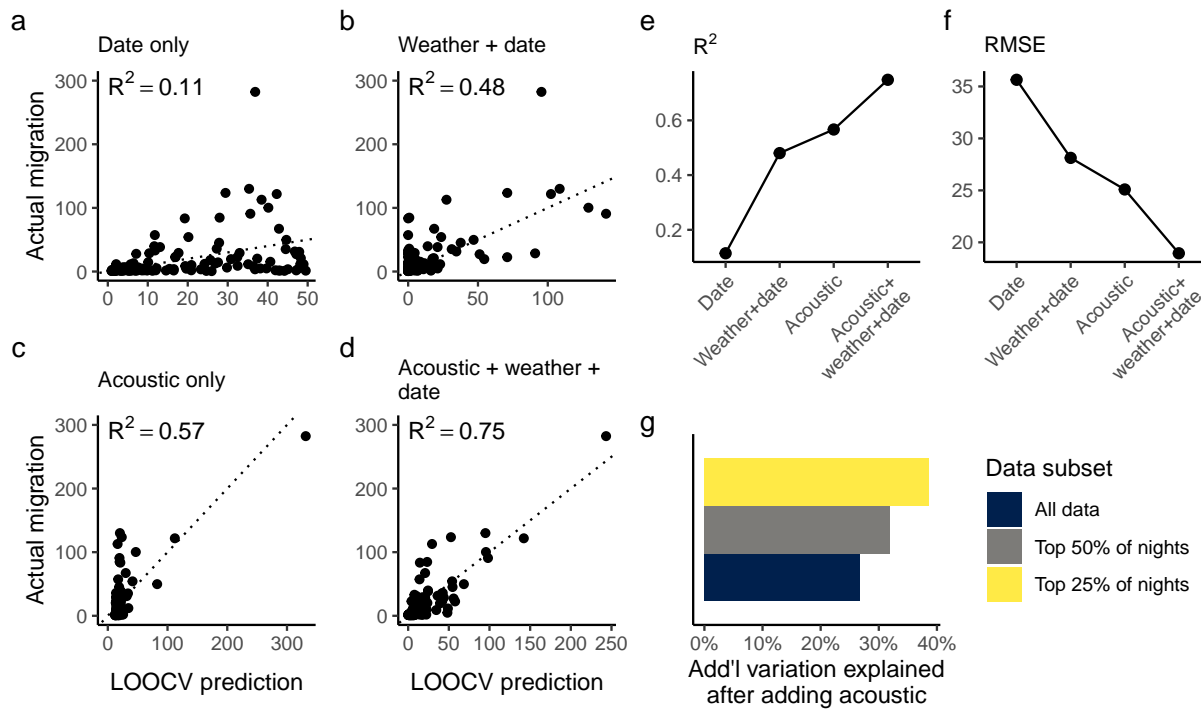 a
Date only
R² = 0.11
Actual migration
300
200
100
0
0 10 20 30 40 50
b
Weather + date
R² = 0.48
300
200
100
0
0 50 100
c
Acoustic only
R² = 0.57
Actual migration
300
200
100
0
0 100 200 300
LOOCV prediction
d
Acoustic + weather +
date
R² = 0.75
300
200
100
0
0 50 100 150 200 250
LOOCV prediction
e
R²
0.6
0.4
0.2
Date
Weather+date
Acoustic
Acoustic+
weather+date
f
RMSE
35
30
25
20
Date
Weather+date
Acoustic
Acoustic+
weather+date
g
0% 10% 20% 30% 40%
Add'l variation explained
after adding acoustic
Data subset
All data
Top 50% of nights
Top 25% of nights